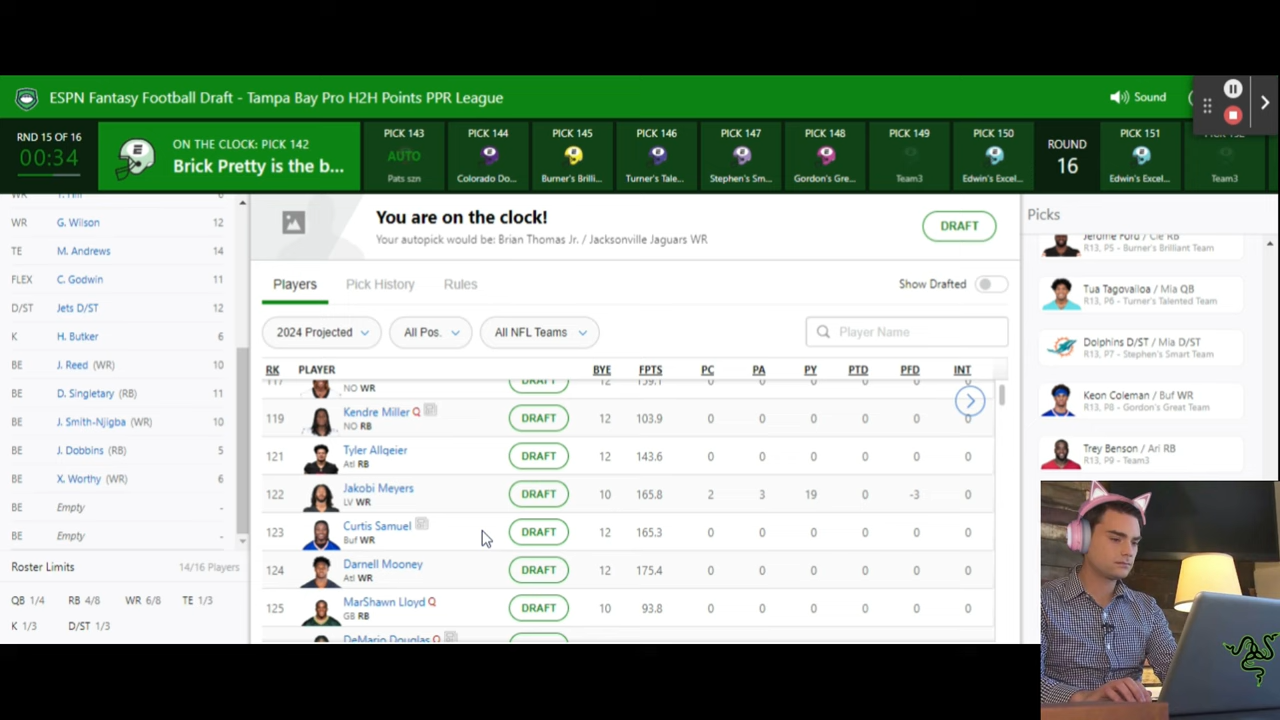 ESPN Fantasy Football Draft - Tampa Bay Pro H2H Points PPR League
Sound
RND 15 OF 16
00:34
ON THE CLOCK: PICK 142
Brick Pretty is the b...
PICK 143
AUTO
Pats szn
PICK 144
Colorado Do...
PICK 145
Burner's Brilli...
PICK 146
Turner's Tale...
PICK 147
Stephen's Sm...
PICK 148
Gordon's Gre...
PICK 149
Team3
PICK 150
Edwin's Excel...
ROUND
16
PICK 151
Edwin's Excel...
Team3
WR G. Wilson 12
TE M. Andrews 14
FLEX C. Godwin 11
D/ST Jets D/ST 12
K H. Butker 6
BE J. Reed (WR) 10
BE D. Singletary (RB) 11
BE J. Smith-Njigba (WR) 10
BE J. Dobbins (RB) 5
BE X. Worthy (WR) 6
BE Empty -
BE Empty -
Roster Limits 14/16 Players
QB 1/4 RB 4/8 WR 6/8 TE 1/3
K 1/3 D/ST 1/3
You are on the clock!
Your autopick would be: Brian Thomas Jr. / Jacksonville Jaguars WR
DRAFT
Players Pick History Rules
Show Drafted
2024 Projected All Pos. All NFL Teams
Player Name
RK PLAYER BYE FPTS PC PA PY PTD PFD INT
NO WR
119 Kendre Miller Q DRAFT 12 103.9 0 0 0 0 0 0
NO RB
121 Tyler Allgeier DRAFT 12 143.6 0 0 0 0 0 0
Atl RB
122 Jakobi Meyers DRAFT 10 165.8 2 3 19 0 -3 0
LV WR
123 Curtis Samuel DRAFT 12 165.3 0 0 0 0 0 0
Buf WR
124 Darnell Mooney DRAFT 12 175.4 0 0 0 0 0 0
Atl WR
125 MarShawn Lloyd Q DRAFT 10 93.8 0 0 0 0 0 0
GB RB
DeMario Douglas Q
Picks
Jerome Ford / Cle RB
R13, P5 - Burner's Brilliant Team
Tua Tagovailoa / Mia QB
R13, P6 - Turner's Talented Team
Dolphins D/ST / Mia D/ST
R13, P7 - Stephen's Smart Team
Keon Coleman / Buf WR
R13, P8 - Gordon's Great Team
Trey Benson / Ari RB
R13, P9 - Team3